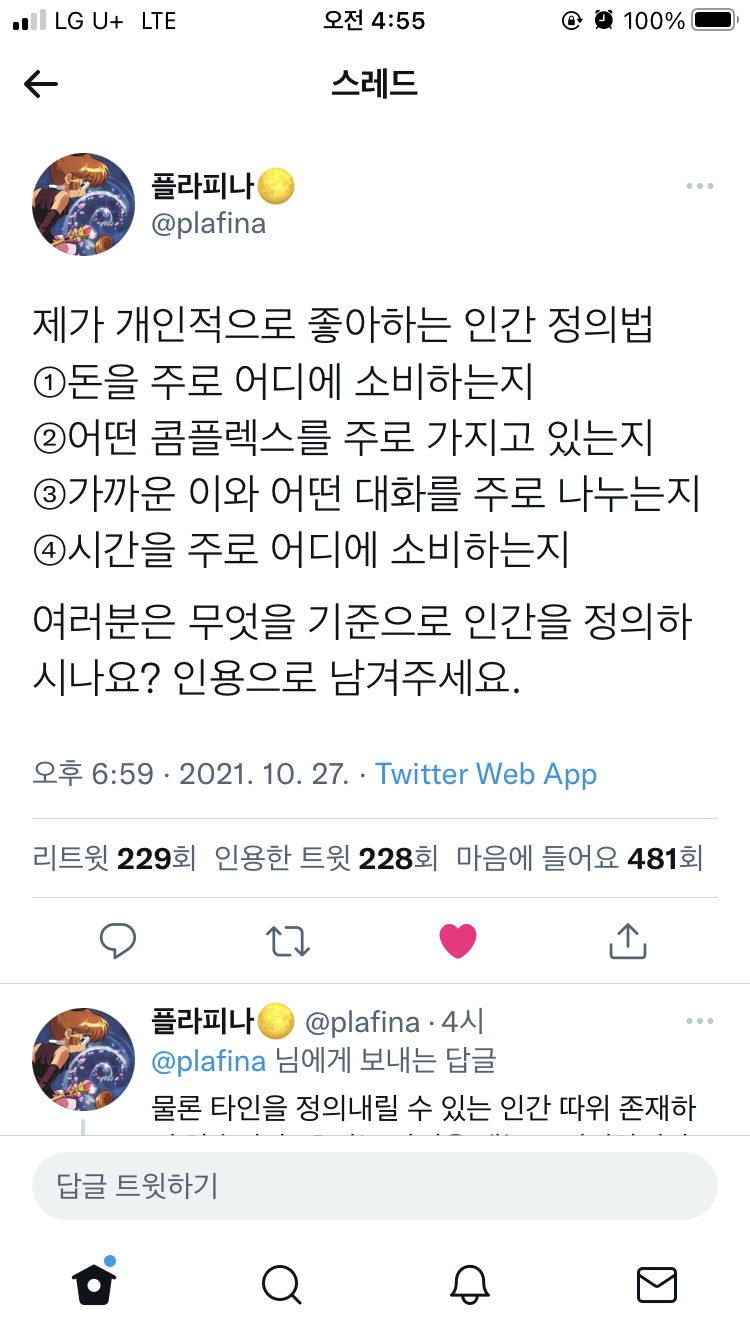 LG U+ LTE 오전 4:55 100%
스레드
플라피나
@plafina
제가 개인적으로 좋아하는 인간 정의법
①돈을 주로 어디에 소비하는지
②어떤 콤플렉스를 주로 가지고 있는지
③가까운 이와 어떤 대화를 주로 나누는지
④시간을 주로 어디에 소비하는지
여러분은 무엇을 기준으로 인간을 정의하
시나요? 인용으로 남겨주세요.
오후 6:59 · 2021. 10. 27. · Twitter Web App
리트윗 229회 인용한 트윗 228회 마음에 들어요 481회
플라피나 @plafina · 4시
@plafina 님에게 보내는 답글
물론 타인을 정의내릴 수 있는 인간 따위 존재하
답글 트윗하기